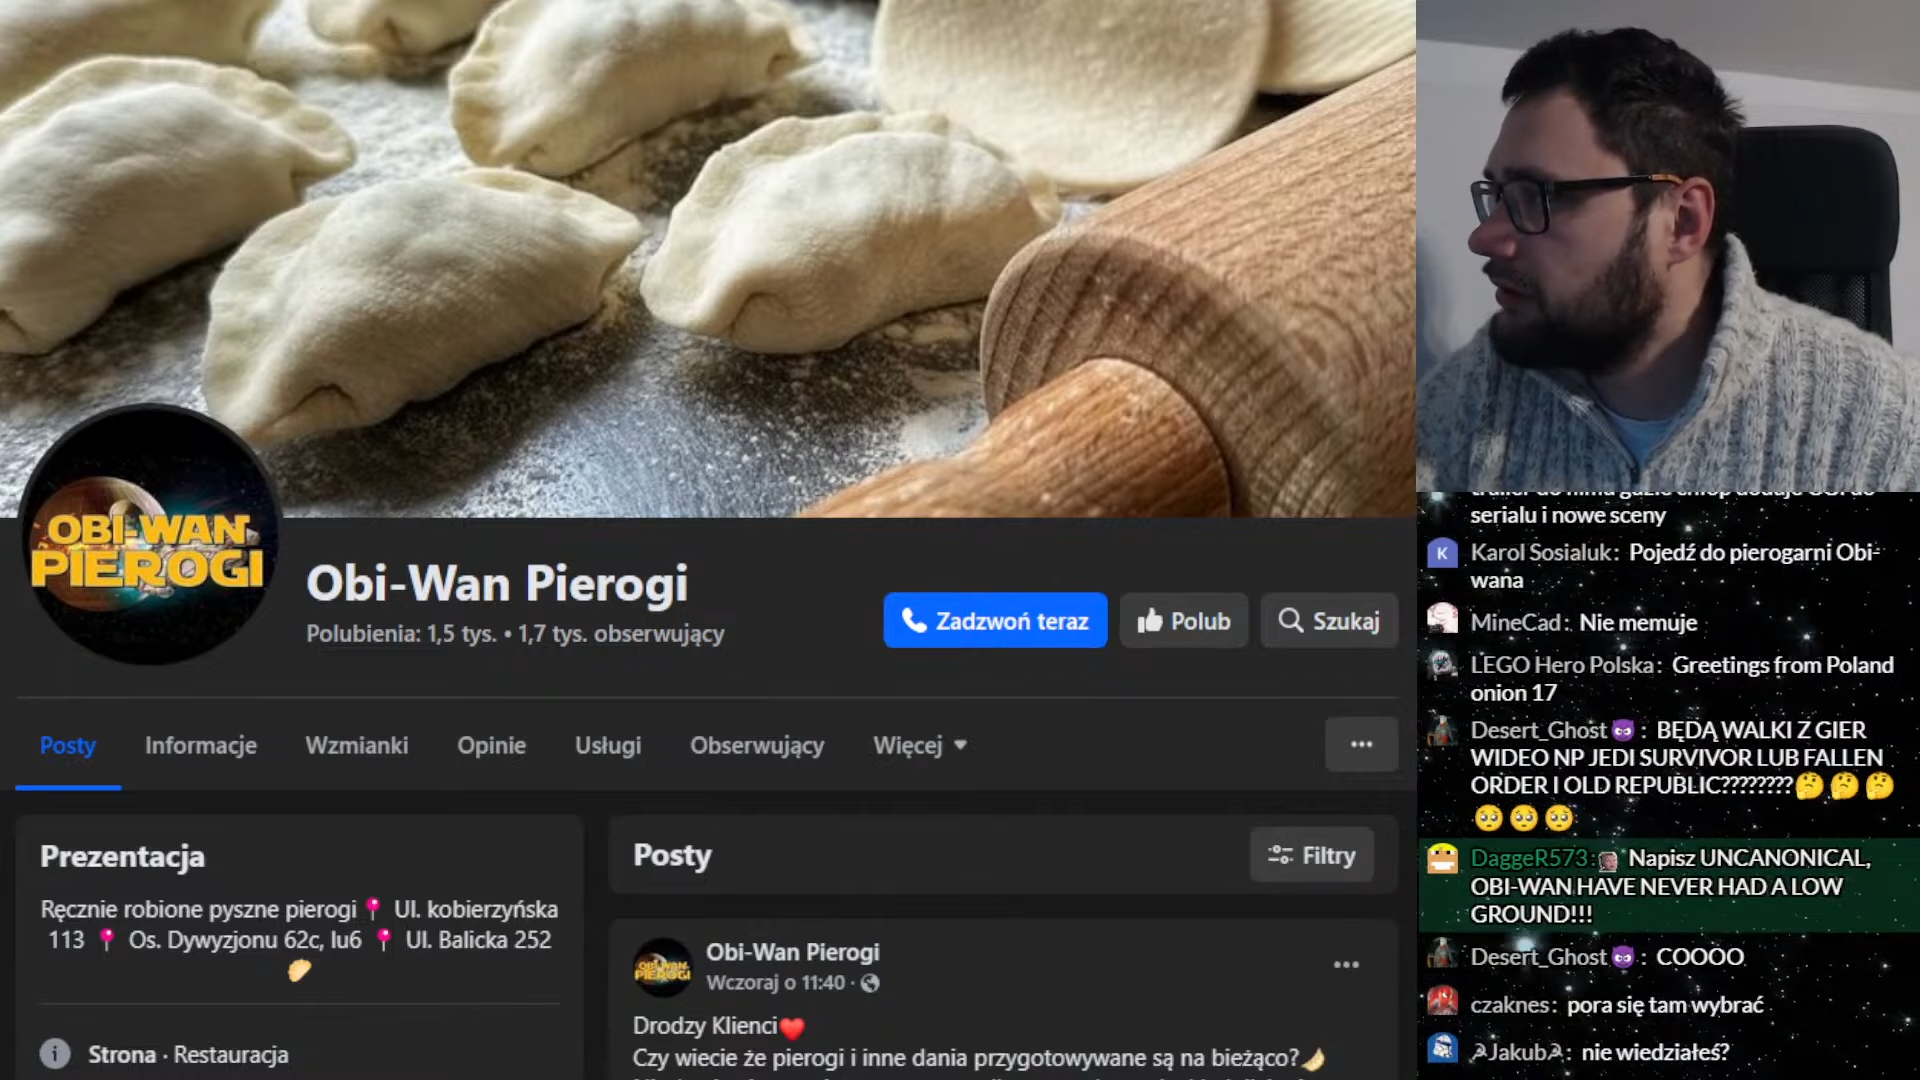 OBI-WAN
PIEROGI
Obi-Wan Pierogi
Polubienia: 1,5 tys. • 1,7 tys. obserwujący
Zadzwoń teraz
Polub
Szukaj
Posty
Informacje
Wzmianki
Opinie
Usługi
Obserwujący
Więcej
Prezentacja
Ręcznie robione pyszne pierogi📍 Ul. kobierzyńska
113 📍 Os. Dywyzjonu 62c, lu6 📍 Ul. Balicka 252
🥟
Strona · Restauracja
Posty
Filtry
OBI-WAN
PIEROGI
Obi-Wan Pierogi
Wczoraj o 11:40 ·
Drodzy Klienci❤️
Czy wiecie że pierogi i inne dania przygotowywane są na bieżąco?🥟
serialu i nowe sceny
K
Karol Sosialuk: Pojedź do pierogarni Obi-
wana
MineCad: Nie memuje
LEGO Hero Polska: Greetings from Poland
onion 17
Desert_Ghost😈: BĘDĄ WALKI Z GIER
WIDEO NP JEDI SURVIVOR LUB FALLEN
ORDER I OLD REPUBLIC????????🤔🤔🤔
🥺🥺🥺
DaggeR573: Napisz UNCANONICAL,
OBI-WAN HAVE NEVER HAD A LOW
GROUND!!!
Desert_Ghost😈: COOOO
czaknes: pora się tam wybrać
☭Jakub☭: nie wiedziałeś?